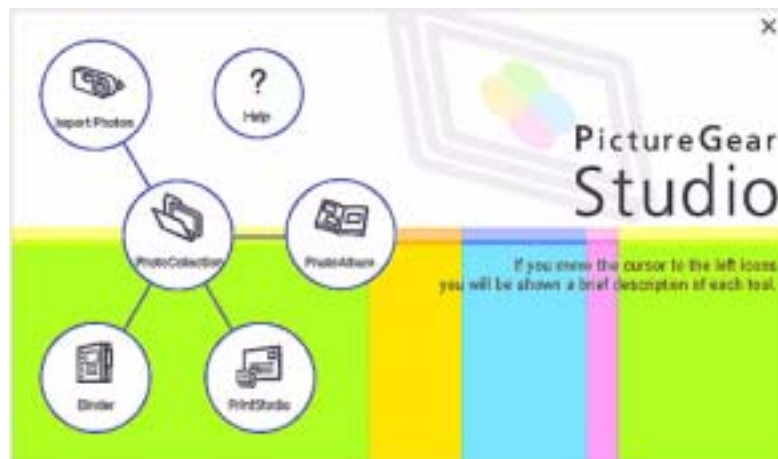 Import Photos
?
Help
PictureGear
Studio
PhotoCollection
PhotoAlbum
If you move the cursor to the left icons
you will be shown a brief description of each tool.
Binder
PrintStudio